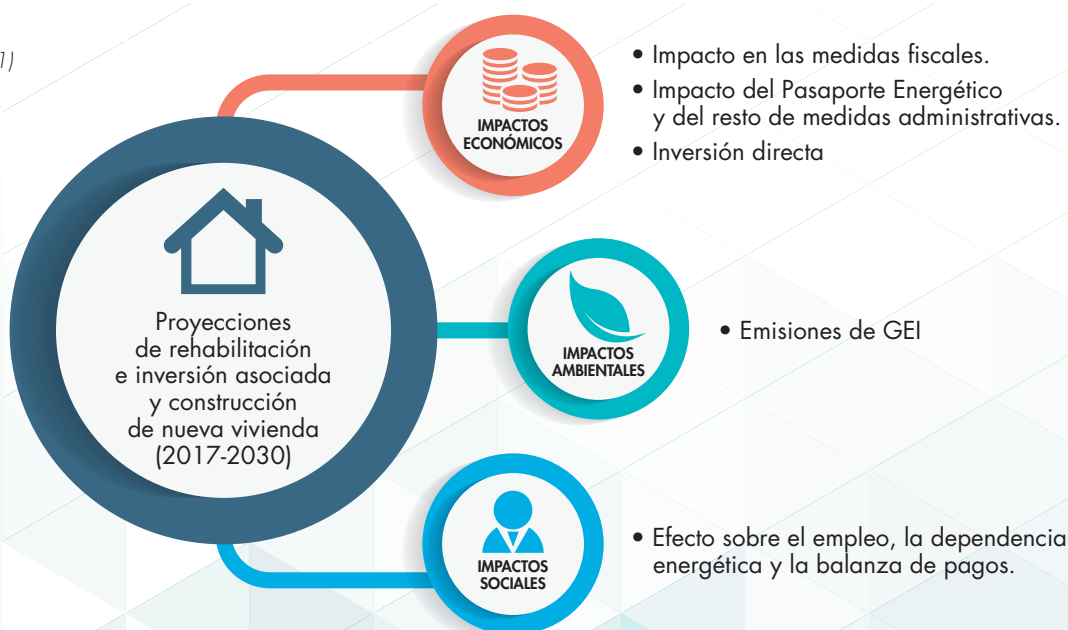 1)
Proyecciones
de rehabilitación
e inversión asociada
y construcción
de nueva vivienda
(2017-2030)
IMPACTOS
ECONÓMICOS
• Impacto en las medidas fiscales.
• Impacto del Pasaporte Energético
y del resto de medidas administrativas.
• Inversión directa
IMPACTOS
AMBIENTALES
• Emisiones de GEI
IMPACTOS
SOCIALES
• Efecto sobre el empleo, la dependencia
energética y la balanza de pagos.